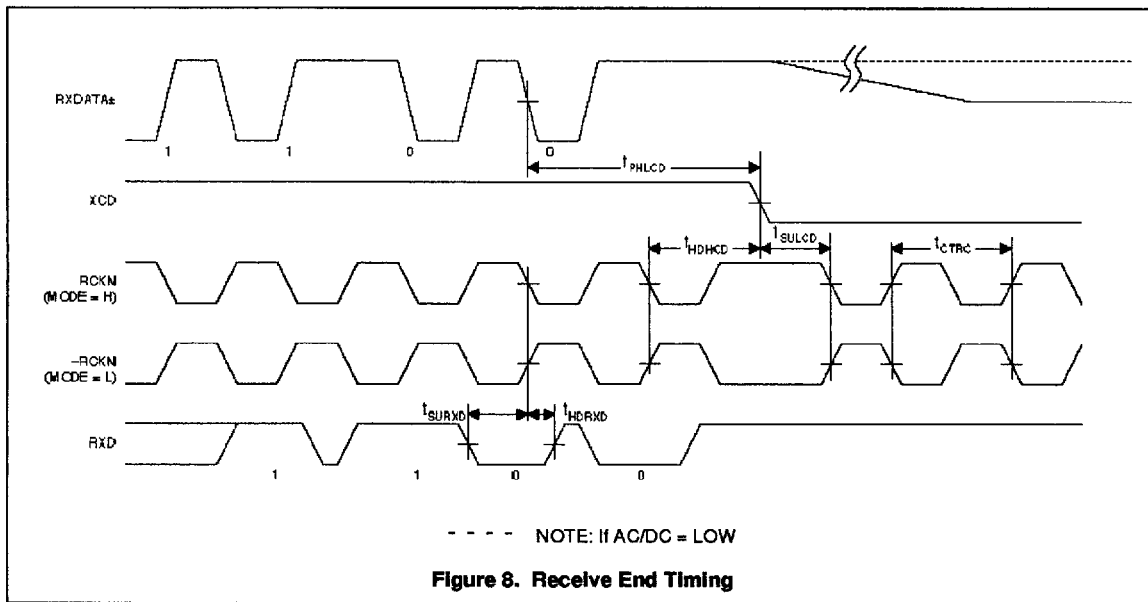 RXDATA±
1 1 0 0
tPHLCD
XCD
tHDHCD tSULCD tCTRC
RCKN
(MODE = H)
–RCKN
(MODE = L)
tSURXD tHDRXD
RXD
1 1 0 0
- - - - NOTE: If AC/DC = LOW
Figure 8. Receive End Timing